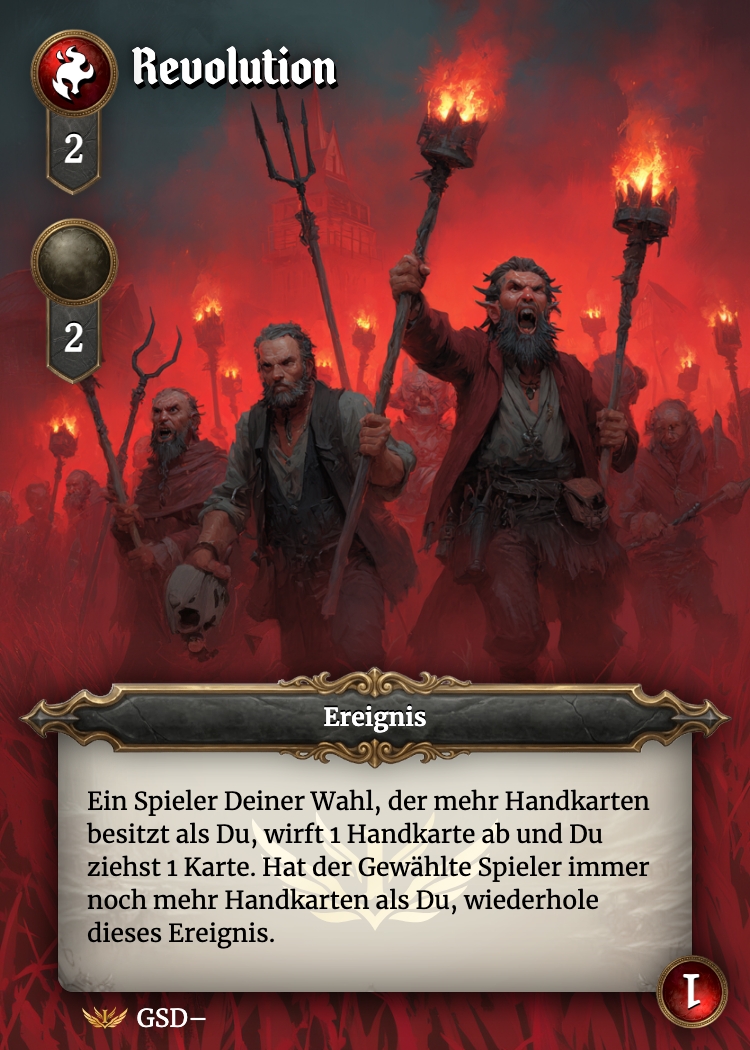 Revolution
2
2
Ereignis
Ein Spieler Deiner Wahl, der mehr Handkarten
besitzt als Du, wirft 1 Handkarte ab und Du
ziehst 1 Karte. Hat der Gewählte Spieler immer
noch mehr Handkarten als Du, wiederhole
dieses Ereignis.
GSD–
1